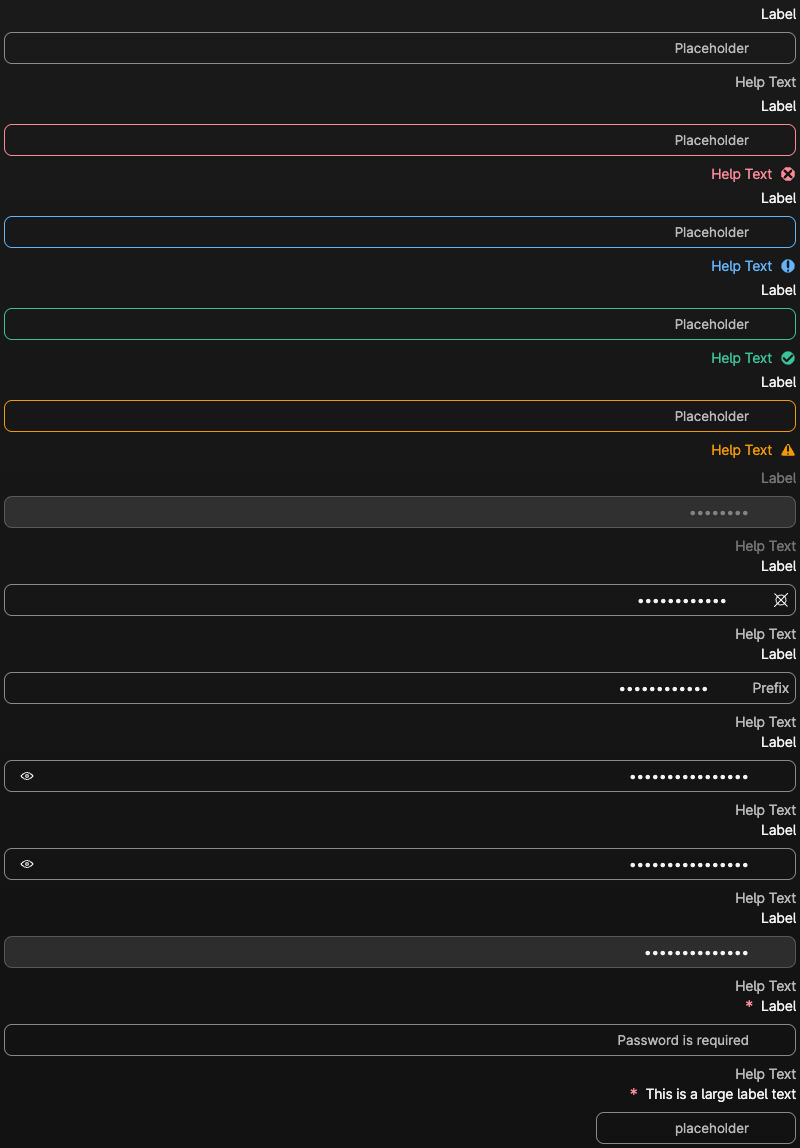 Label
Placeholder
Help Text
Label
Placeholder
Help Text
Label
Placeholder
Help Text
Label
Placeholder
Help Text
Label
Placeholder
Help Text
Label
••••••••
Help Text
Label
••••••••••••
Help Text
Label
•••••••••••• Prefix
Help Text
Label
••••••••••••••••
Help Text
Label
••••••••••••••••
Help Text
Label
••••••••••••••
Help Text
* Label
Password is required
Help Text
* This is a large label text
placeholder